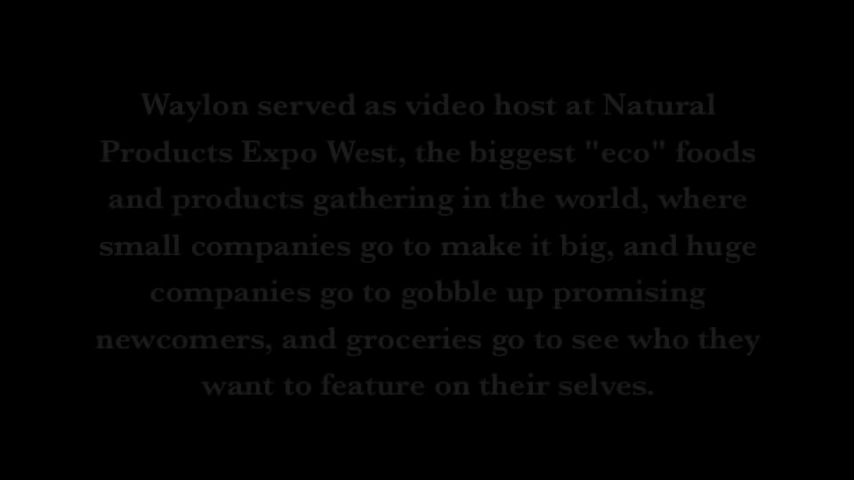 Waylon served as video host at Natural
Products Expo West, the biggest "eco" foods
and products gathering in the world, where
small companies go to make it big, and huge
companies go to gobble up promising
newcomers, and groceries go to see who they
want to feature on their selves.